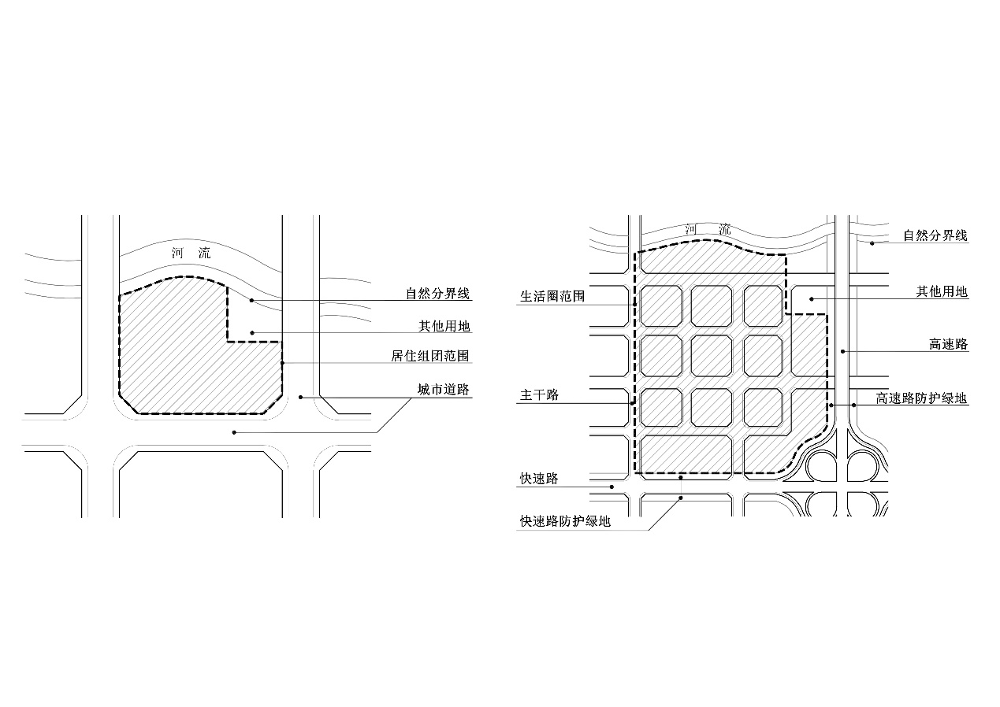 河 流
自然分界线
其他用地
居住组团范围
城市道路
河 流
自然分界线
生活圈范围
其他用地
高速路
主干路
高速路防护绿地
快速路
快速路防护绿地